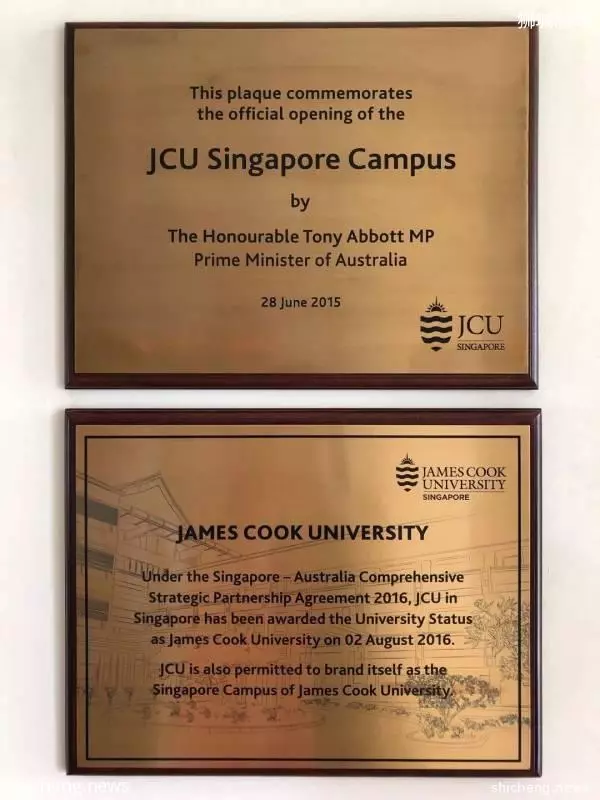 This plaque commemorates
the official opening of the
JCU Singapore Campus
by
The Honourable Tony Abbott MP
Prime Minister of Australia
28 June 2015
JCU
SINGAPORE
JAMES COOK
UNIVERSITY
SINGAPORE
JAMES COOK UNIVERSITY
Under the Singapore – Australia Comprehensive
Strategic Partnership Agreement 2016, JCU in
Singapore has been awarded the University Status
as James Cook University on 02 August 2016.
JCU is also permitted to brand itself as the
Singapore Campus of James Cook University.
shicheng.news